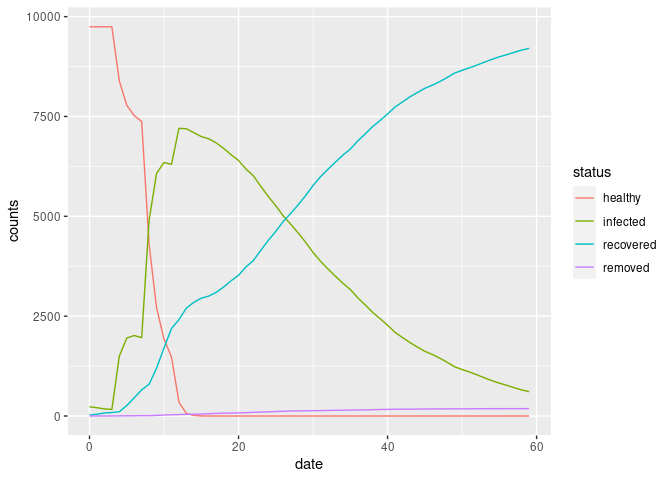 10000
7500
5000
2500
0
counts
0
20
40
60
date
status
healthy
infected
recovered
removed